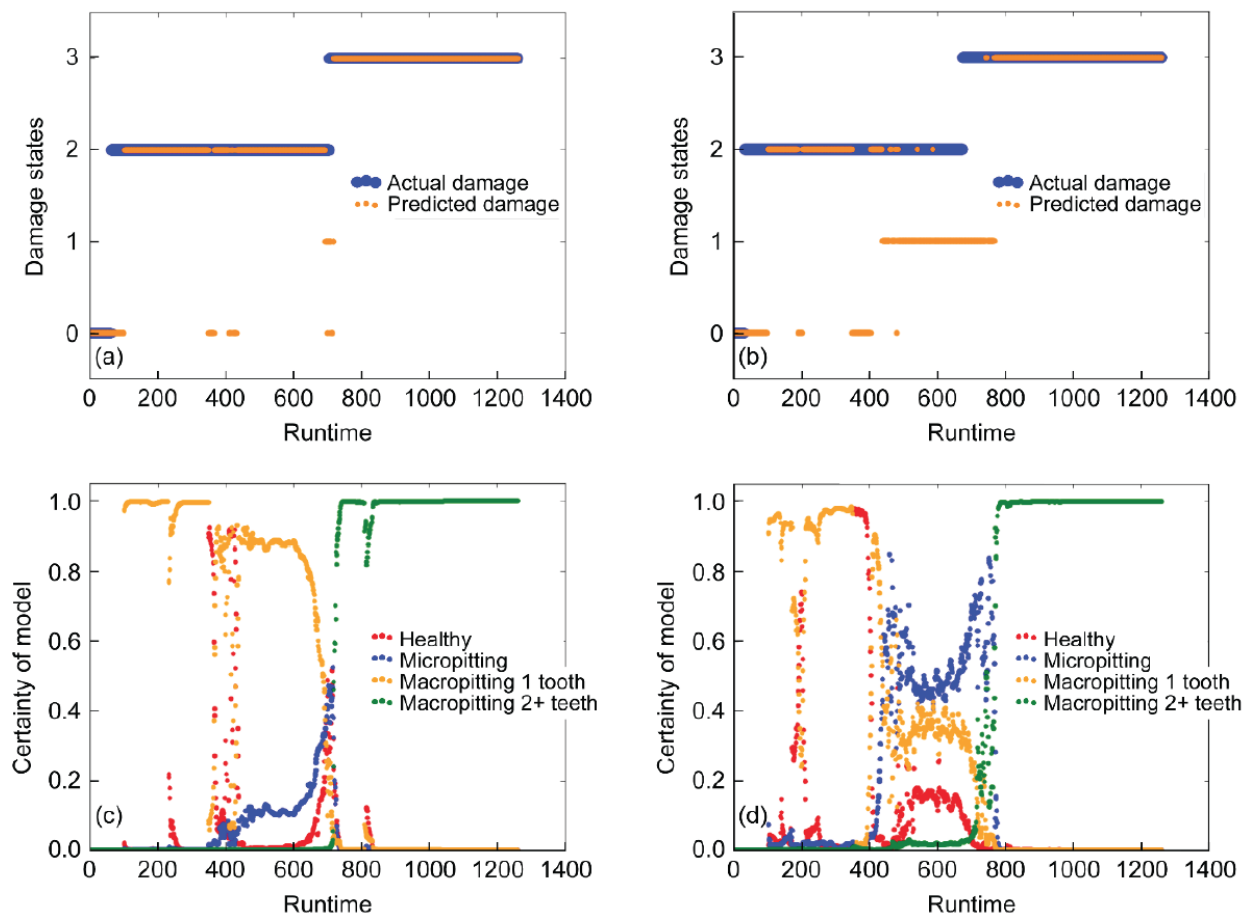 3
2
1
0
Damage states
Actual damage
Predicted damage
(a)
0 200 400 600 800 1000 1200 1400
Runtime
3
2
1
0
Damage states
Actual damage
Predicted damage
(b)
0 200 400 600 800 1000 1200 1400
Runtime
1.0
0.8
0.6
0.4
0.2
0.0
Certainty of model
Healthy
Micropitting
Macropitting 1 tooth
Macropitting 2+ teeth
(c)
0 200 400 600 800 1000 1200 1400
Runtime
1.0
0.8
0.6
0.4
0.2
0.0
Certainty of model
Healthy
Micropitting
Macropitting 1 tooth
Macropitting 2+ teeth
(d)
0 200 400 600 800 1000 1200 1400
Runtime